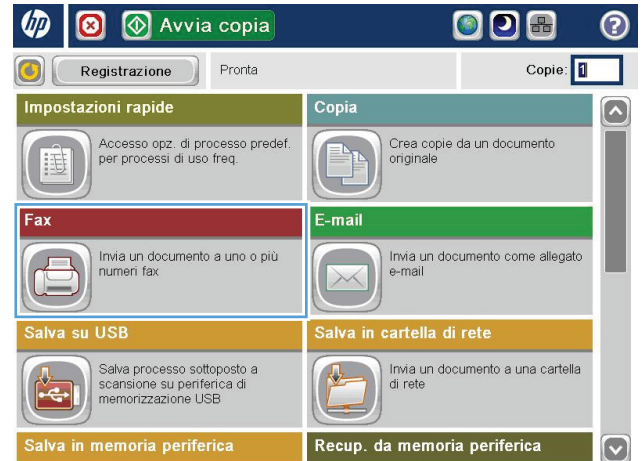 hp
Avvia copia
?
Registrazione
Pronta
Copie: 1
Impostazioni rapide
Copia
Accesso opz. di processo predef.
per processi di uso freq.
Crea copie da un documento
originale
Fax
E-mail
Invia un documento a uno o più
numeri fax
Invia un documento come allegato
e-mail
Salva su USB
Salva in cartella di rete
Salva processo sottoposto a
scansione su periferica di
memorizzazione USB
Invia un documento a una cartella
di rete
Salva in memoria periferica
Recup. da memoria periferica